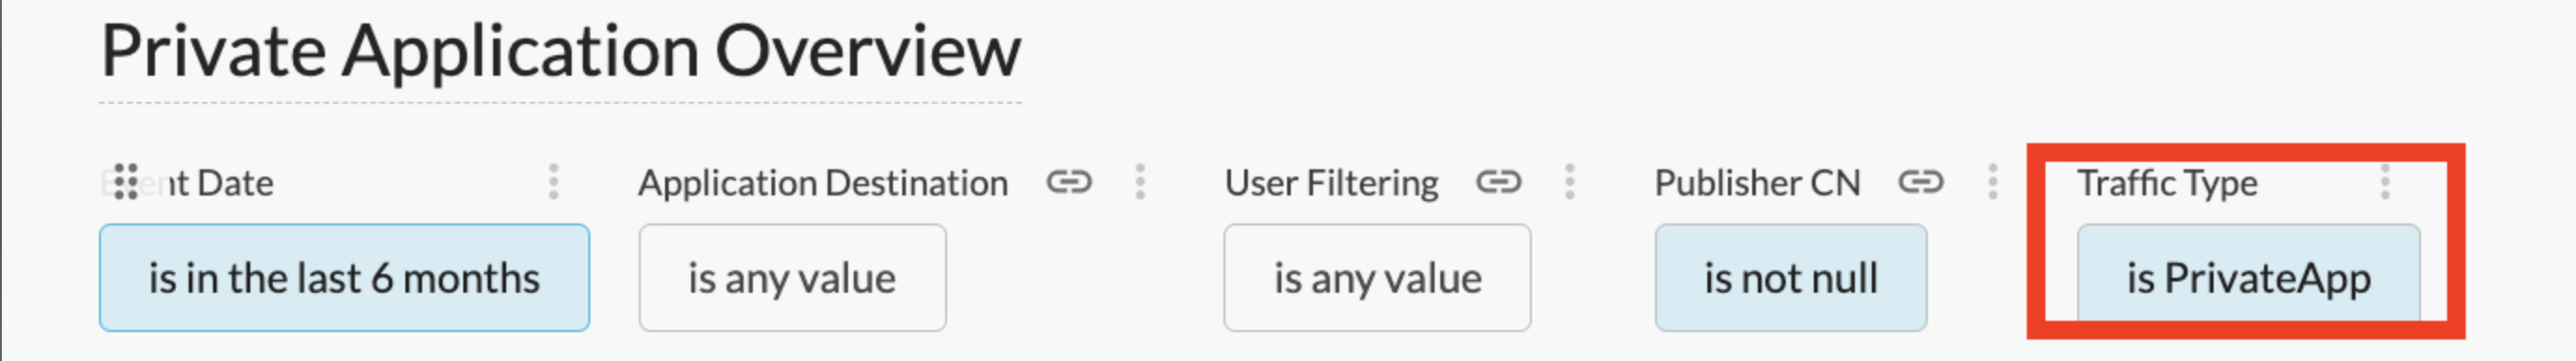 Private Application Overview
Event Date Application Destination User Filtering Publisher CN Traffic Type
is in the last 6 months is any value is any value is not null is PrivateApp